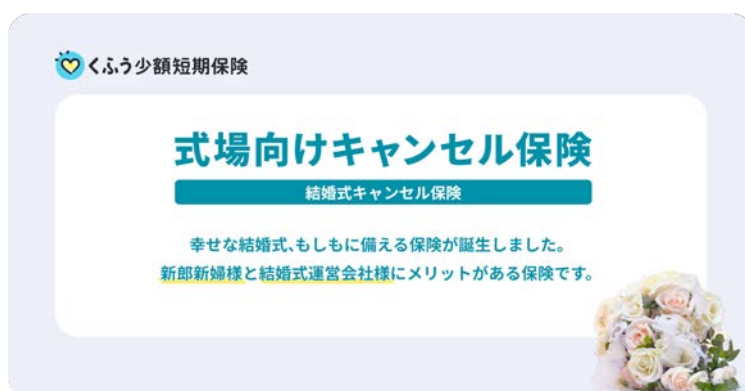 くふう少額短期保険
式場向けキャンセル保険
結婚式キャンセル保険
幸せな結婚式、もしもに備える保険が誕生しました。
新郎新婦様と結婚式運営会社様にメリットがある保険です。